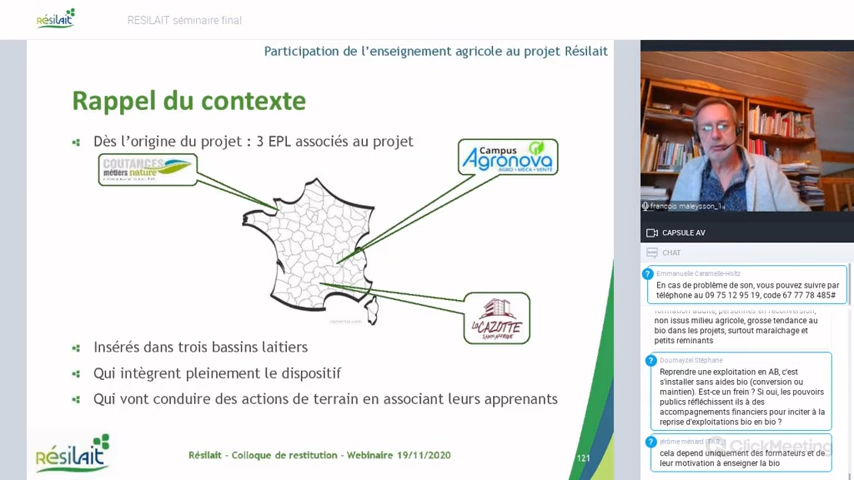 résilait
RESILAIT séminaire final
Participation de l'enseignement agricole au projet Résilait
Rappel du contexte
Dès l'origine du projet : 3 EPL associés au projet
COUTANCES
métiers nature
Campus
Agronova
AGRO • MECA • VENTE
La CAZOTTE
SAINT-AFFRIQUE
Insérés dans trois bassins laitiers
Qui intègrent pleinement le dispositif
Qui vont conduire des actions de terrain en associant leurs apprenants
résilait
Résilait - Colloque de restitution - Webinaire 19/11/2020
121
francois maleysson_1
CAPSULE AV
CHAT
Emmanuelle Caramelle-Holtz
En cas de problème de son, vous pouvez suivre par
téléphone au 09 75 12 95 19, code 67 77 78 485#
formation adulte, personnes en reconversion,
non issus milieu agricole, grosse tendance au
bio dans les projets, surtout maraichage et
petits reminants
Doumayzel Stéphane
Reprendre une exploitation en AB, c'est
s'installer sans aides bio (conversion ou
maintien). Est-ce un frein ? Si oui, les pouvoirs
publics réfléchissent ils à des
accompagnements financiers pour inciter à la
reprise d'exploitations bio en bio ?
jérôme ménard
cela depend uniquement des formateurs et de
leur motivation à enseigner la bio
ClickMeeting